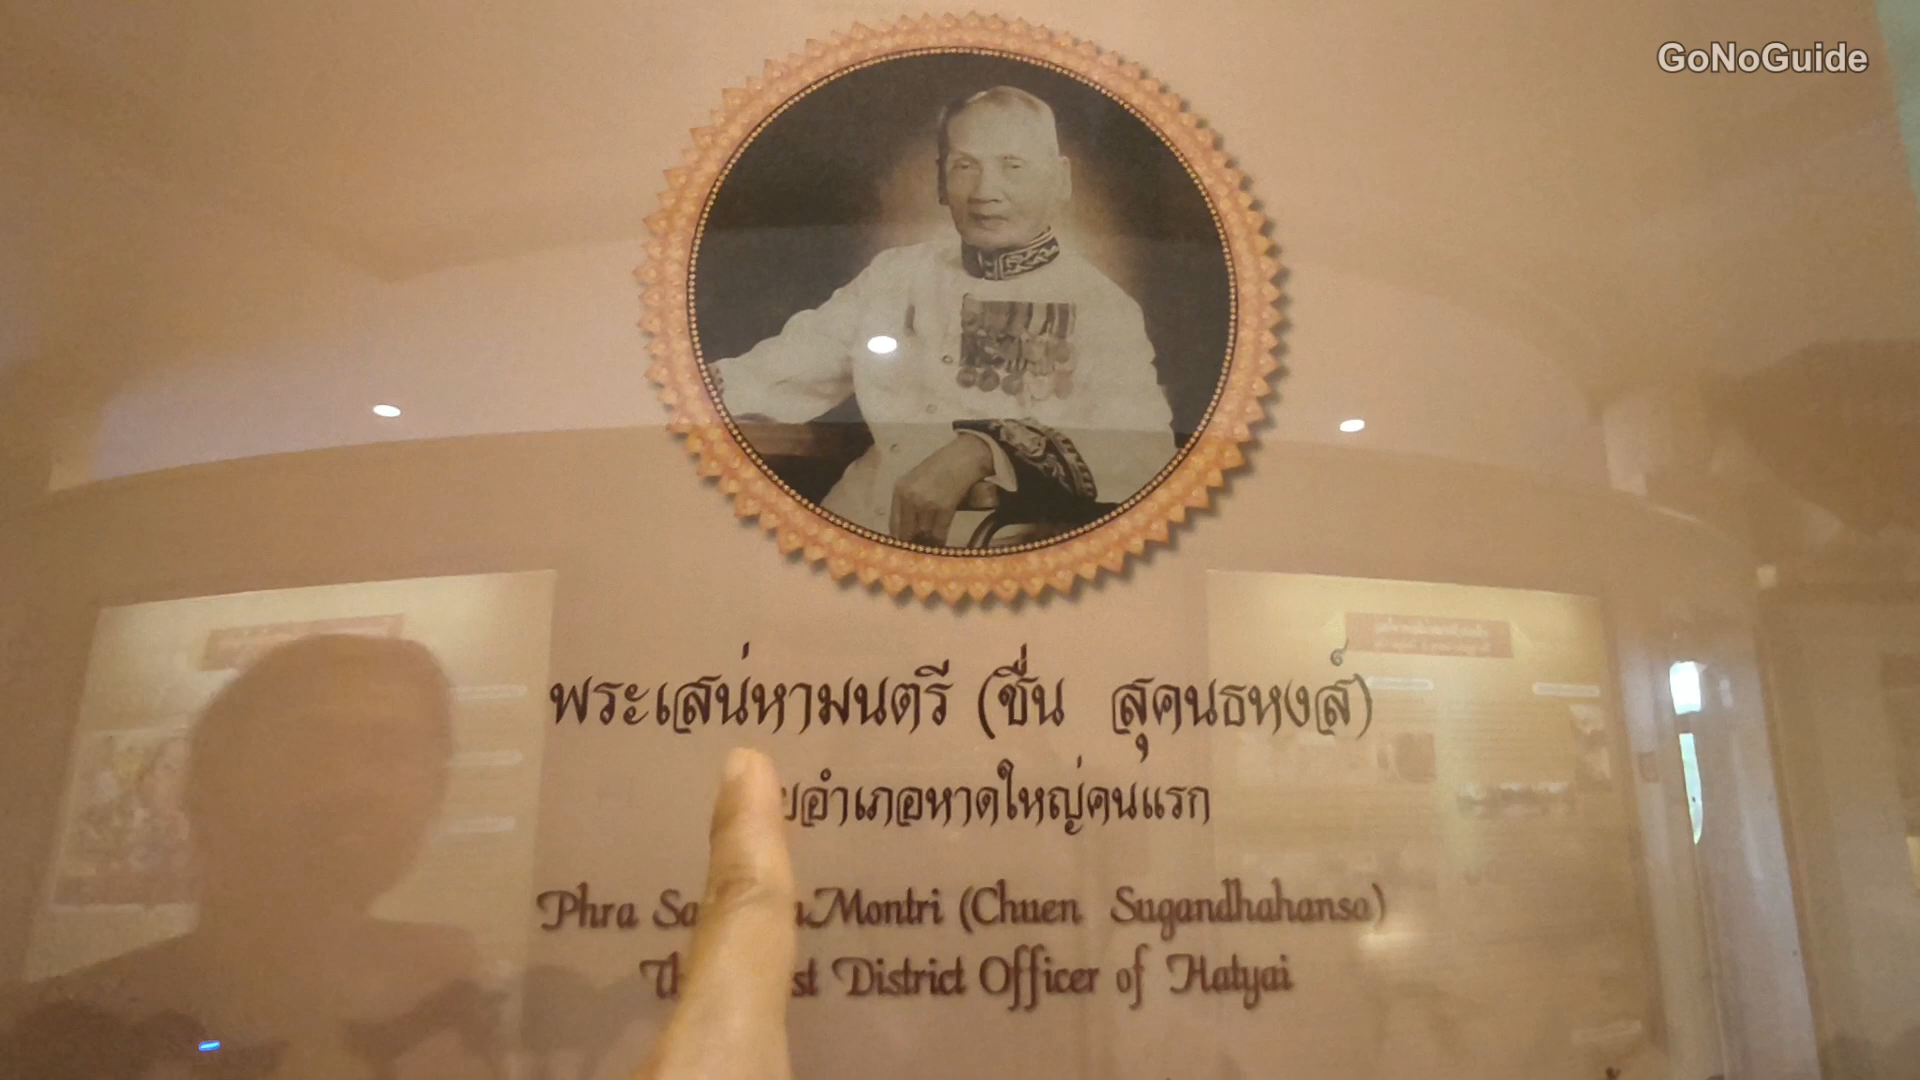 GoNoGuide
พระเสน่หามนตรี (ชื่น สุคนธหงส์)
อำเภอหาดใหญ่คนแรก
Phra Montri (Chuen Sugandhahansa)
District Officer of Hatyai